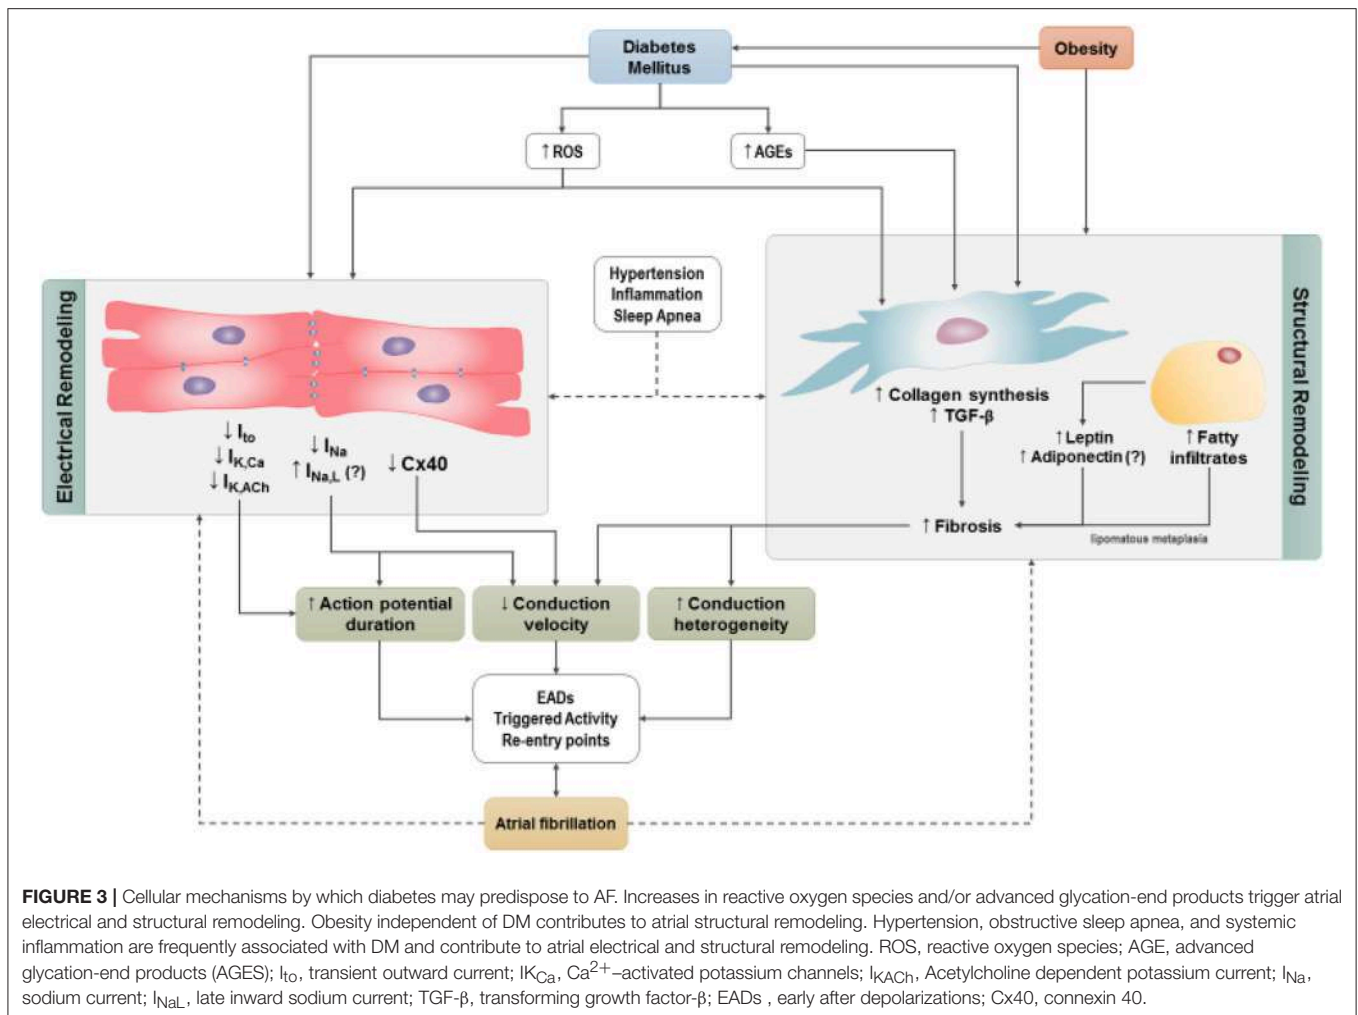 Diabetes
Mellitus
Obesity
↑ROS
↑AGEs
Hypertension
Inflammation
Sleep Apnea
Electrical Remodeling
Structural Remodeling
↓Ito
↓IK,Ca
↓IK,ACh
↓INa
↑INa,L (?)
↓Cx40
↑Collagen synthesis
↑TGF-β
↑Leptin
↑Adiponectin(?)
↑Fatty
infiltrates
↑Fibrosis
lipomatous metaplasia
↑Action potential
duration
↓Conduction
velocity
↑Conduction
heterogeneity
EADs
Triggered Activity
Re-entry points
Atrial fibrillation
FIGURE 3 | Cellular mechanisms by which diabetes may predispose to AF. Increases in reactive oxygen species and/or advanced glycation-end products trigger atrial
electrical and structural remodeling. Obesity independent of DM contributes to atrial structural remodeling. Hypertension, obstructive sleep apnea, and systemic
inflammation are frequently associated with DM and contribute to atrial electrical and structural remodeling. ROS, reactive oxygen species; AGE, advanced
glycation-end products (AGES); Ito, transient outward current; IKCa, Ca2+–activated potassium channels; IKACh, Acetylcholine dependent potassium current; INa,
sodium current; INaL, late inward sodium current; TGF-β, transforming growth factor-β; EADs , early after depolarizations; Cx40, connexin 40.